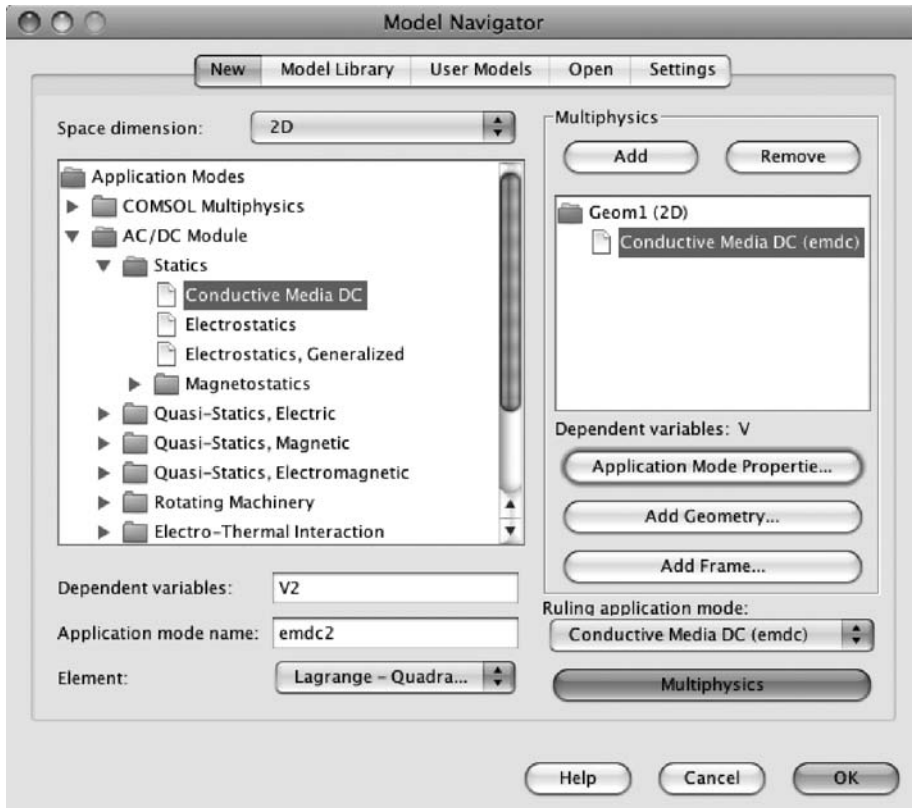 Model Navigator
New Model Library User Models Open Settings
Space dimension: 2D
Application Modes
COMSOL Multiphysics
AC/DC Module
Statics
Conductive Media DC
Electrostatics
Electrostatics, Generalized
Magnetostatics
Quasi-Statics, Electric
Quasi-Statics, Magnetic
Quasi-Statics, Electromagnetic
Rotating Machinery
Electro-Thermal Interaction
Dependent variables: V2
Application mode name: emdc2
Element: Lagrange - Quadra...
Multiphysics
Add Remove
Geom1 (2D)
Conductive Media DC (emdc)
Dependent variables: V
Application Mode Propertie...
Add Geometry...
Add Frame...
Ruling application mode:
Conductive Media DC (emdc)
Multiphysics
Help Cancel OK